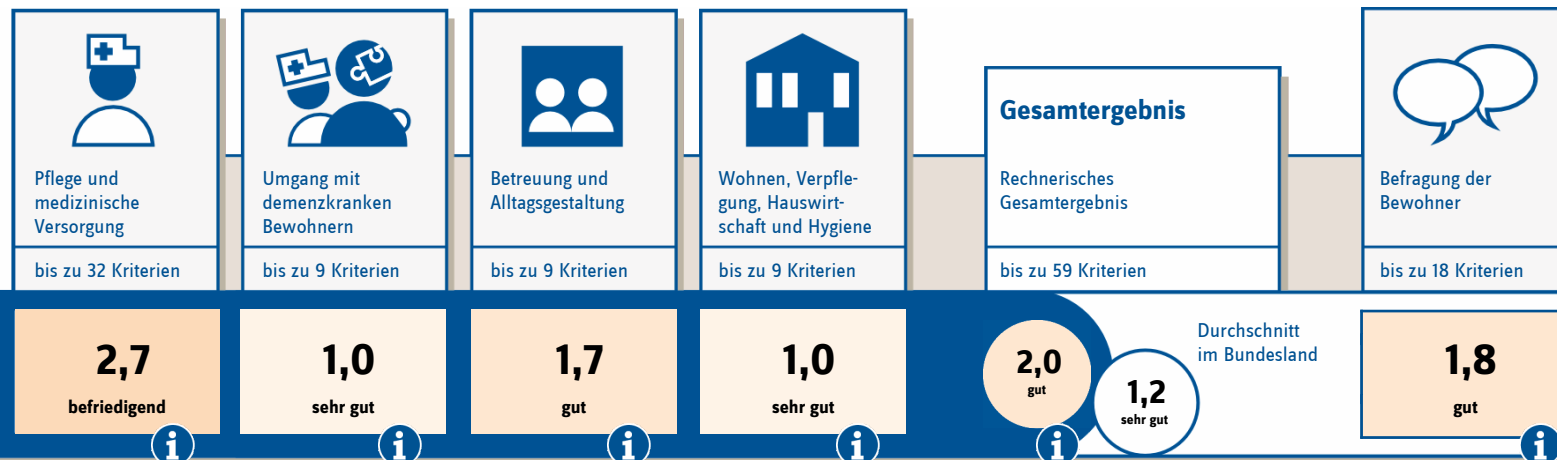 Pflege und
medizinische
Versorgung
bis zu 32 Kriterien
2,7
befriedigend
Umgang mit
demenzkranken
Bewohnern
bis zu 9 Kriterien
1,0
sehr gut
Betreuung und
Alltagsgestaltung
bis zu 9 Kriterien
1,7
gut
Wohnen, Verpfle-
gung, Hauswirt-
schaft und Hygiene
bis zu 9 Kriterien
1,0
sehr gut
Gesamtergebnis
Rechnerisches
Gesamtergebnis
bis zu 59 Kriterien
2,0
gut
Durchschnitt
im Bundesland
1,2
sehr gut
Befragung der
Bewohner
bis zu 18 Kriterien
1,8
gut